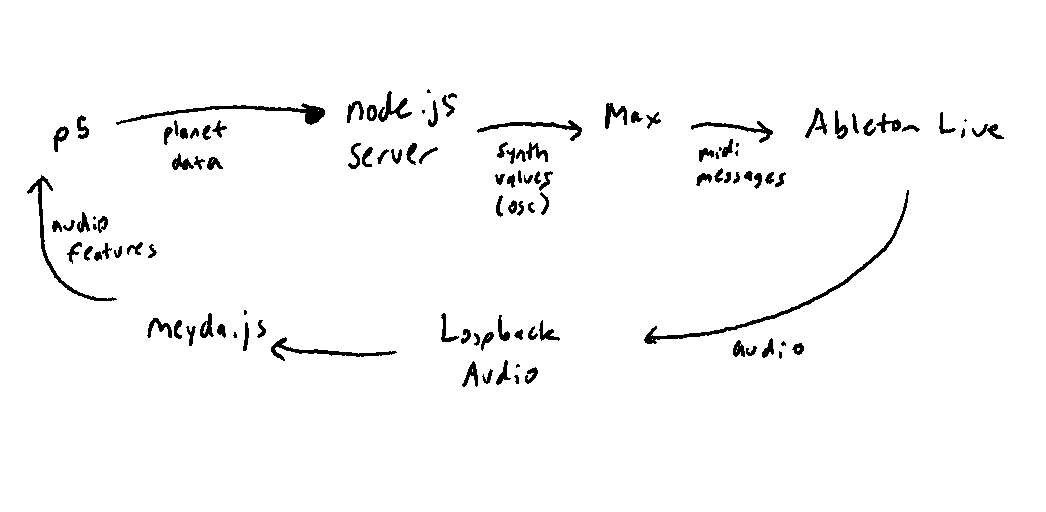 p5
planet
data
node.js
server
synth
values
(osc)
Max
midi
messages
Ableton Live
audio
Loopback
Audio
meyda.js
audio
features